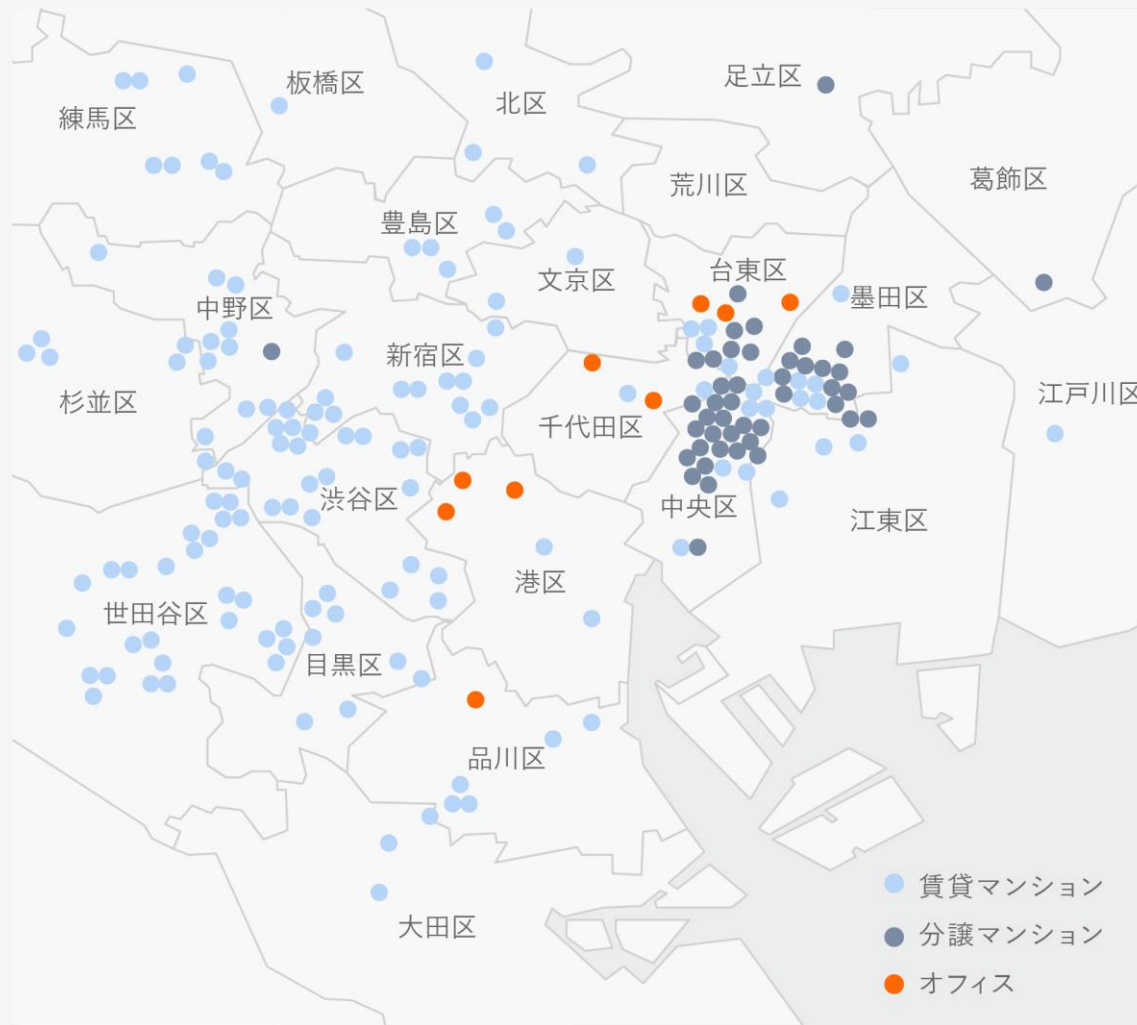 足立区
板橋区
北区
練馬区
荒川区
葛飾区
豊島区
台東区
文京区
墨田区
中野区
新宿区
江戸川区
杉並区
千代田区
渋谷区
中央区
江東区
港区
世田谷区
目黒区
品川区
賃貸マンション
大田区
分譲マンション
オフィス